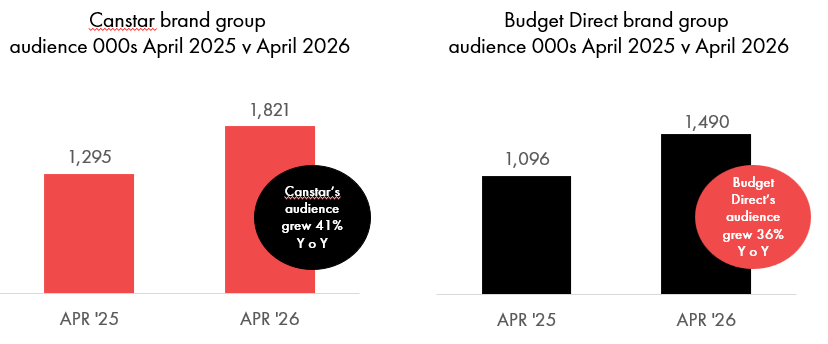 Canstar brand group
audience 000s April 2025 v April 2026
1,295
1,821
Canstar's
audience
grew 41%
Y o Y
APR '25
APR '26
Budget Direct brand group
audience 000s April 2025 v April 2026
1,096
1,490
Budget
Direct's
audience
grew 36%
Y o Y
APR '25
APR '26